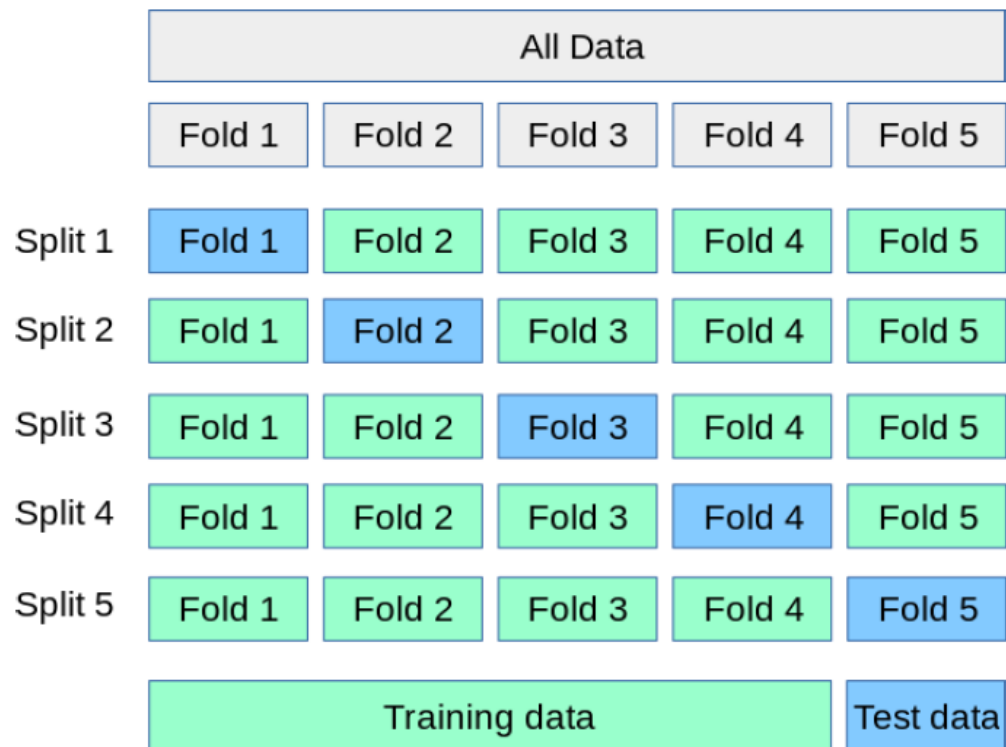 All Data
Fold 1 Fold 2 Fold 3 Fold 4 Fold 5
Split 1 Fold 1 Fold 2 Fold 3 Fold 4 Fold 5
Split 2 Fold 1 Fold 2 Fold 3 Fold 4 Fold 5
Split 3 Fold 1 Fold 2 Fold 3 Fold 4 Fold 5
Split 4 Fold 1 Fold 2 Fold 3 Fold 4 Fold 5
Split 5 Fold 1 Fold 2 Fold 3 Fold 4 Fold 5
Training data Test data